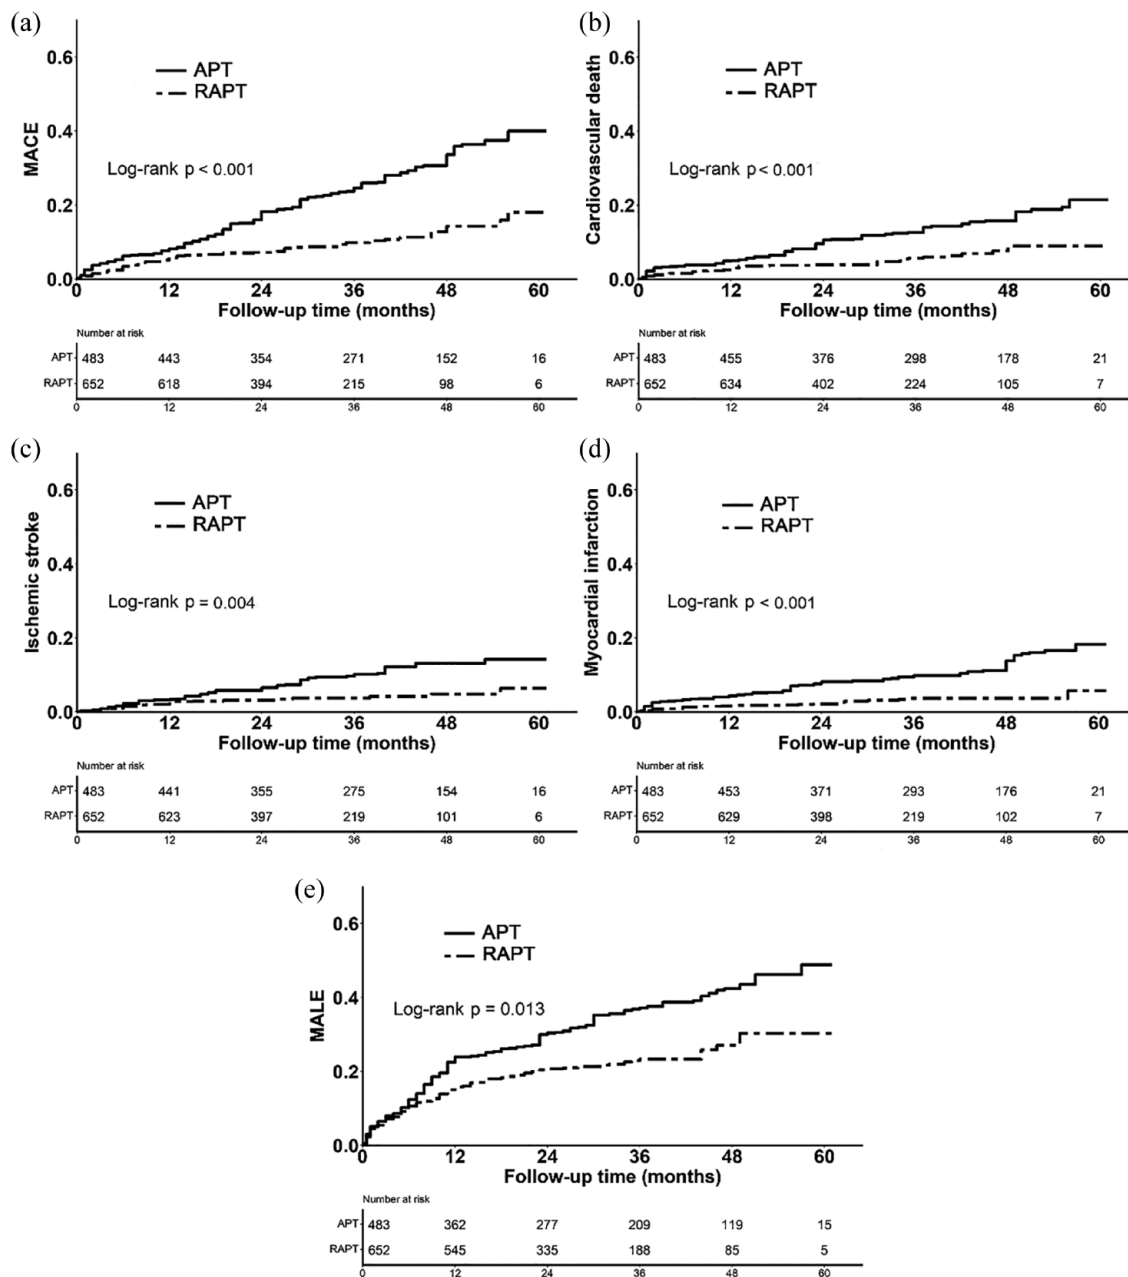 (a)
0.6
APT
RAPT
0.4
MACE
Log-rank p < 0.001
0.2
0.0
0 12 24 36 48 60
Follow-up time (months)
Number at risk
APT 483 443 354 271 152 16
RAPT 652 618 394 215 98 6
0 12 24 36 48 60
(b)
0.6
APT
RAPT
0.4
Cardiovascular death
Log-rank p < 0.001
0.2
0.0
0 12 24 36 48 60
Follow-up time (months)
Number at risk
APT 483 455 376 298 178 21
RAPT 652 634 402 224 105 7
0 12 24 36 48 60
(c)
0.6
APT
RAPT
0.4
Ischemic stroke
Log-rank p = 0.004
0.2
0.0
0 12 24 36 48 60
Follow-up time (months)
Number at risk
APT 483 441 355 275 154 16
RAPT 652 623 397 219 101 6
0 12 24 36 48 60
(d)
0.6
APT
RAPT
0.4
Myocardial infarction
Log-rank p < 0.001
0.2
0.0
0 12 24 36 48 60
Follow-up time (months)
Number at risk
APT 483 453 371 293 176 21
RAPT 652 629 398 219 102 7
0 12 24 36 48 60
(e)
0.6
APT
RAPT
0.4
MALE
Log-rank p = 0.013
0.2
0.0
0 12 24 36 48 60
Follow-up time (months)
Number at risk
APT 483 362 277 209 119 15
RAPT 652 545 335 188 85 5
0 12 24 36 48 60